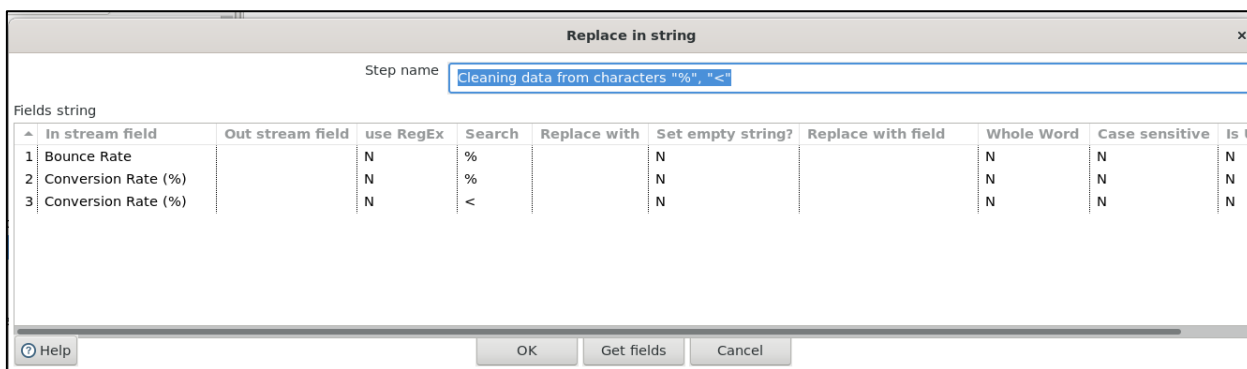 Replace in string ×
Step name Cleaning data from characters "%", "<"
Fields string
In stream field Out stream field use RegEx Search Replace with Set empty string? Replace with field Whole Word Case sensitive Is
1 Bounce Rate N % N N N N
2 Conversion Rate (%) N % N N N N
3 Conversion Rate (%) N < N N N N
Help OK Get fields Cancel